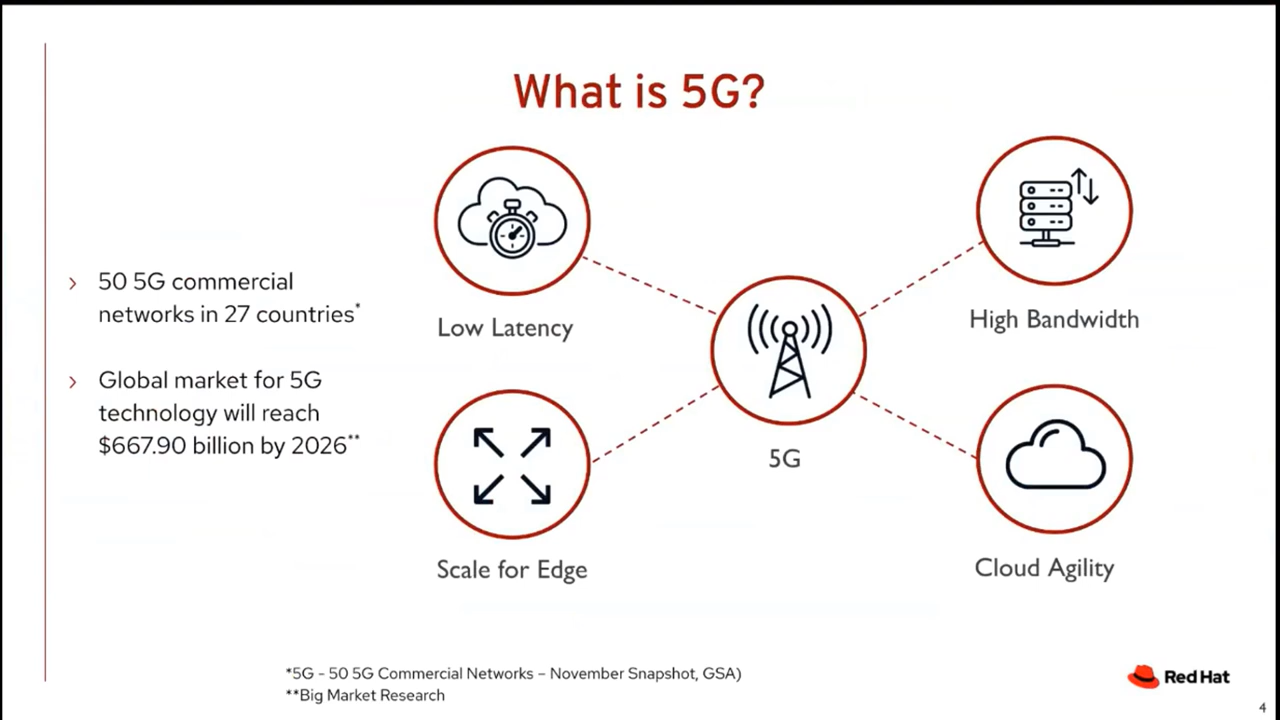 What is 5G?
› 50 5G commercial
networks in 27 countries*
› Global market for 5G
technology will reach
$667.90 billion by 2026**
Low Latency
High Bandwidth
5G
Scale for Edge
Cloud Agility
*5G - 50 5G Commercial Networks – November Snapshot, GSA)
**Big Market Research
Red Hat
4